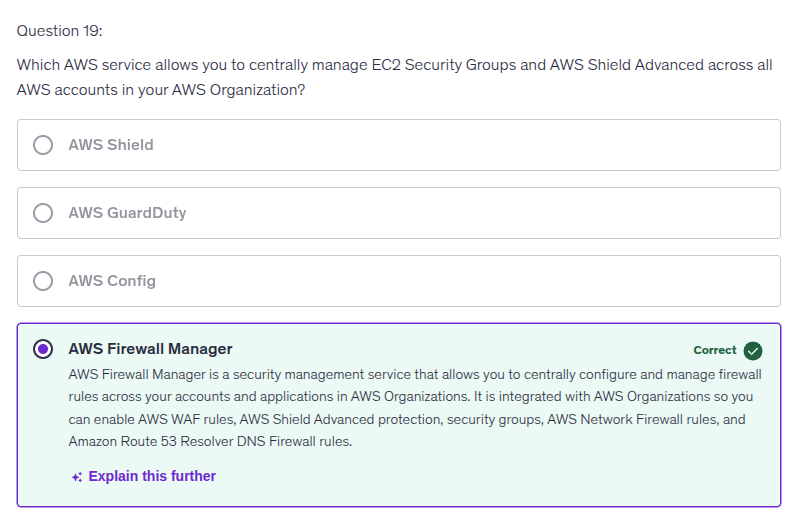 Question 19:
Which AWS service allows you to centrally manage EC2 Security Groups and AWS Shield Advanced across all
AWS accounts in your AWS Organization?
AWS Shield
AWS GuardDuty
AWS Config
AWS Firewall Manager
Correct
AWS Firewall Manager is a security management service that allows you to centrally configure and manage firewall
rules across your accounts and applications in AWS Organizations. It is integrated with AWS Organizations so you
can enable AWS WAF rules, AWS Shield Advanced protection, security groups, AWS Network Firewall rules, and
Amazon Route 53 Resolver DNS Firewall rules.
Explain this further